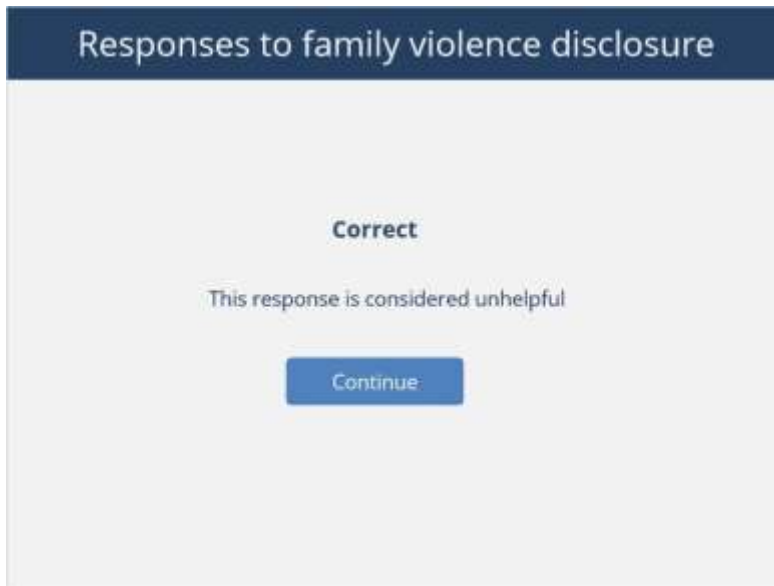 Responses to family violence disclosure
Correct
This response is considered unhelpful
Continue